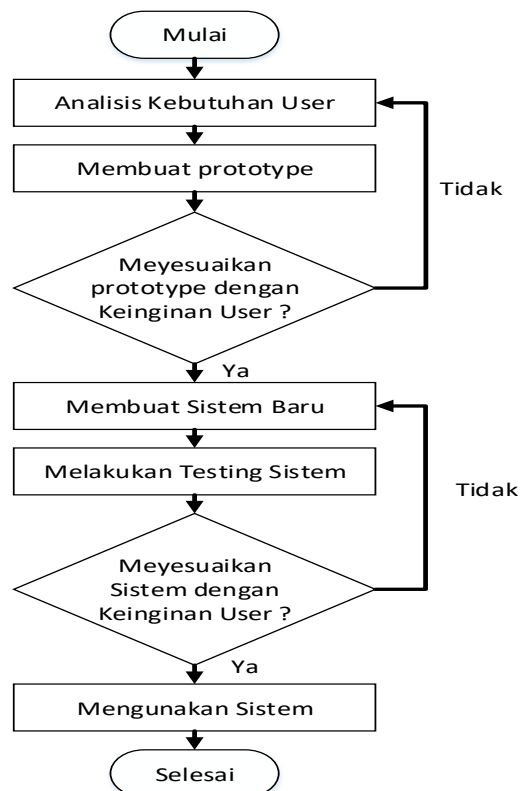 Mulai
Analisis Kebutuhan User
Membuat prototype
Tidak
Meyesuaikan
prototype dengan
Keinginan User ?
Ya
Membuat Sistem Baru
Melakukan Testing Sistem
Tidak
Meyesuaikan
Sistem dengan
Keinginan User ?
Ya
Mengunakan Sistem
Selesai